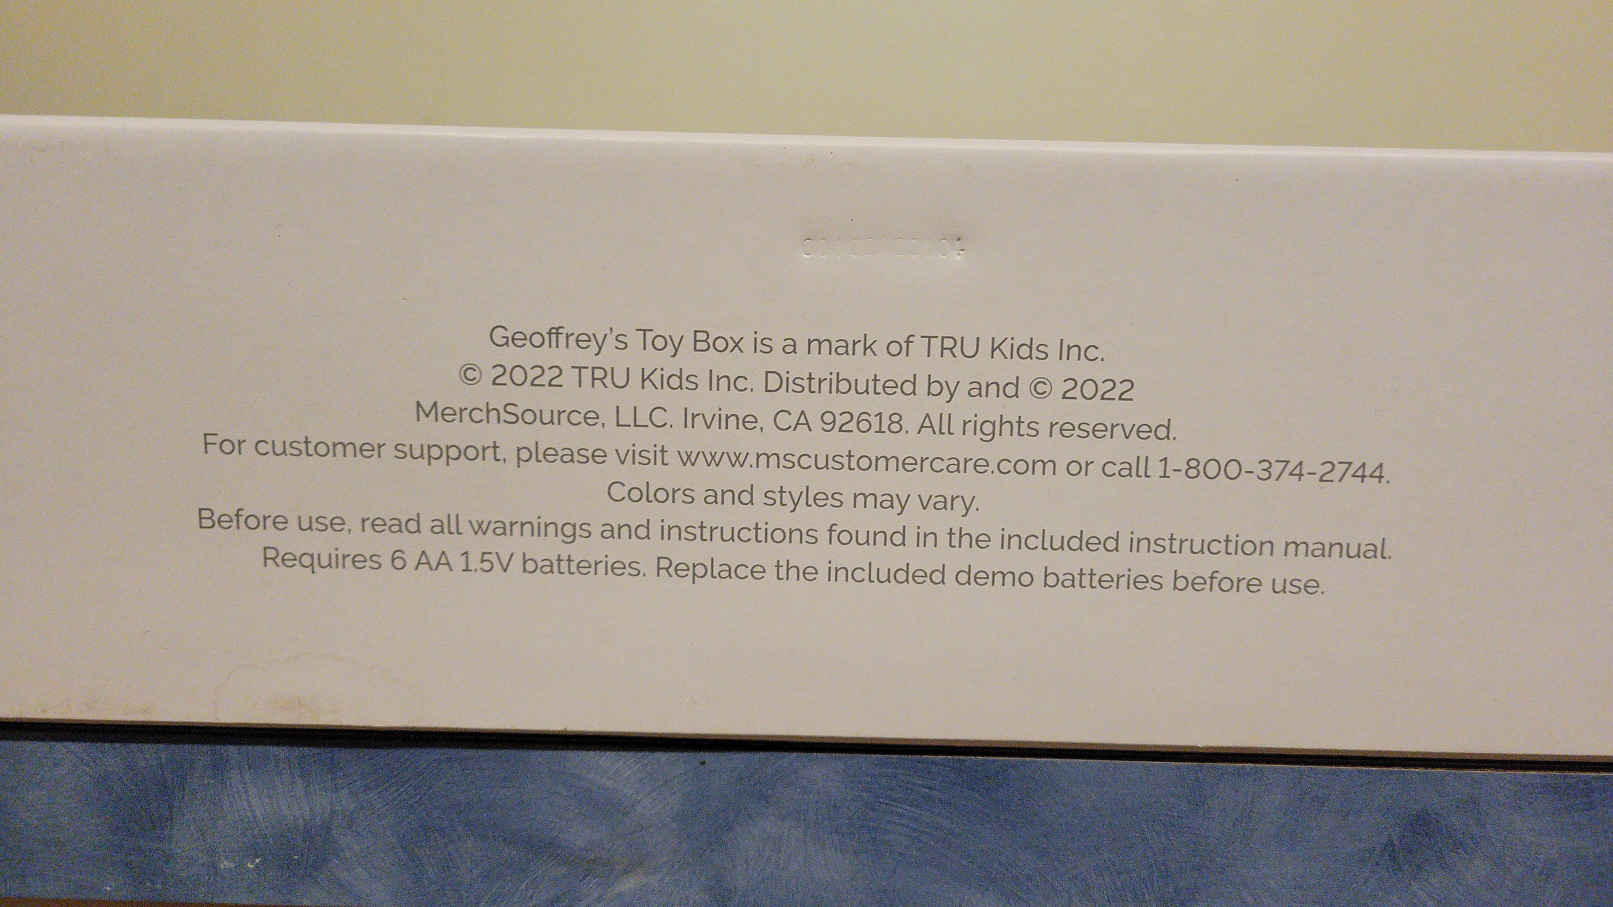 Geoffrey's Toy Box is a mark of TRU Kids Inc.
© 2022 TRU Kids Inc. Distributed by and © 2022
MerchSource, LLC. Irvine, CA 92618. All rights reserved.
For customer support, please visit www.mscustomercare.com or call 1-800-374-2744.
Colors and styles may vary.
Before use, read all warnings and instructions found in the included instruction manual.
Requires 6 AA 1.5V batteries. Replace the included demo batteries before use.